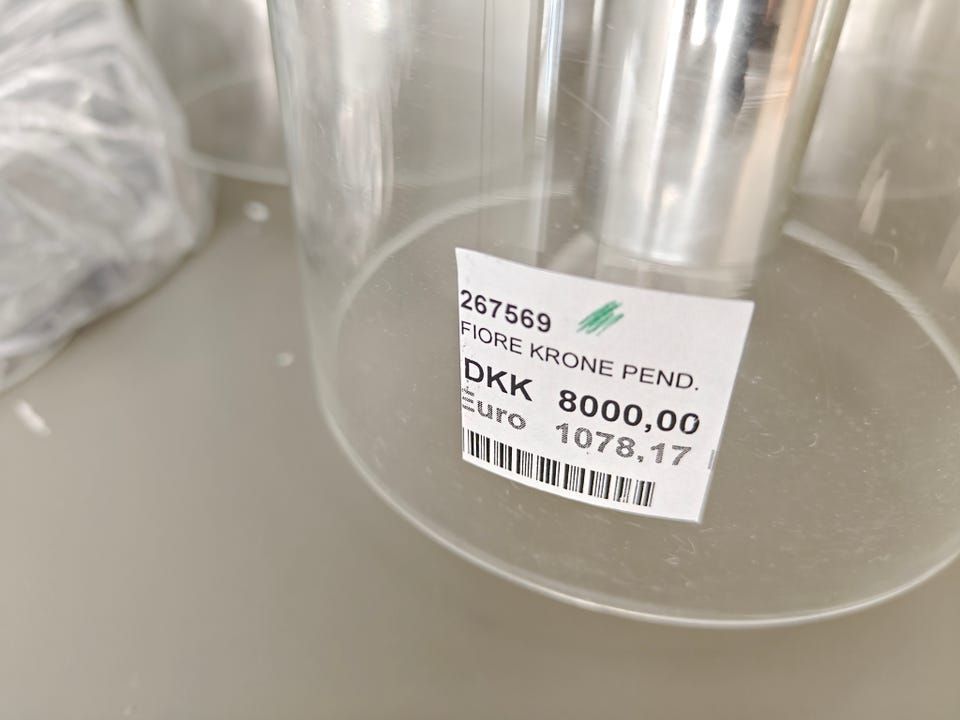 267569
FIORE KRONE PEND.
DKK 8000,00
Euro 1078,17